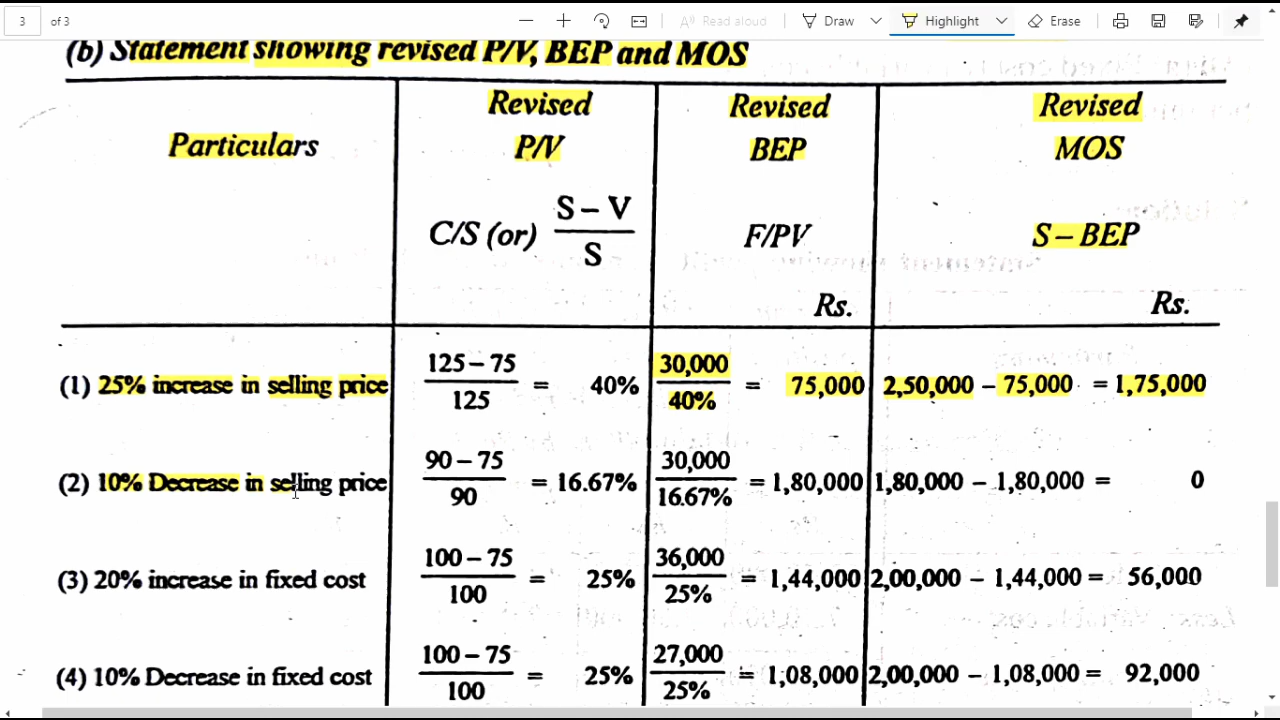 3 of 3 Read aloud Draw Highlight Erase
(b) Statement showing revised P/V, BEP and MOS
Particulars
Revised
P/V
C/S (or) S – V
S
Revised
BEP
F/PV
Rs.
Revised
MOS
S – BEP
Rs.
(1) 25% increase in selling price 125 – 75 / 125 = 40% 30,000 / 40% = 75,000 2,50,000 – 75,000 = 1,75,000
(2) 10% Decrease in selling price 90 – 75 / 90 = 16.67% 30,000 / 16.67% = 1,80,000 1,80,000 – 1,80,000 = 0
(3) 20% increase in fixed cost 100 – 75 / 100 = 25% 36,000 / 25% = 1,44,000 2,00,000 – 1,44,000 = 56,000
(4) 10% Decrease in fixed cost 100 – 75 / 100 = 25% 27,000 / 25% = 1,08,000 2,00,000 – 1,08,000 = 92,000